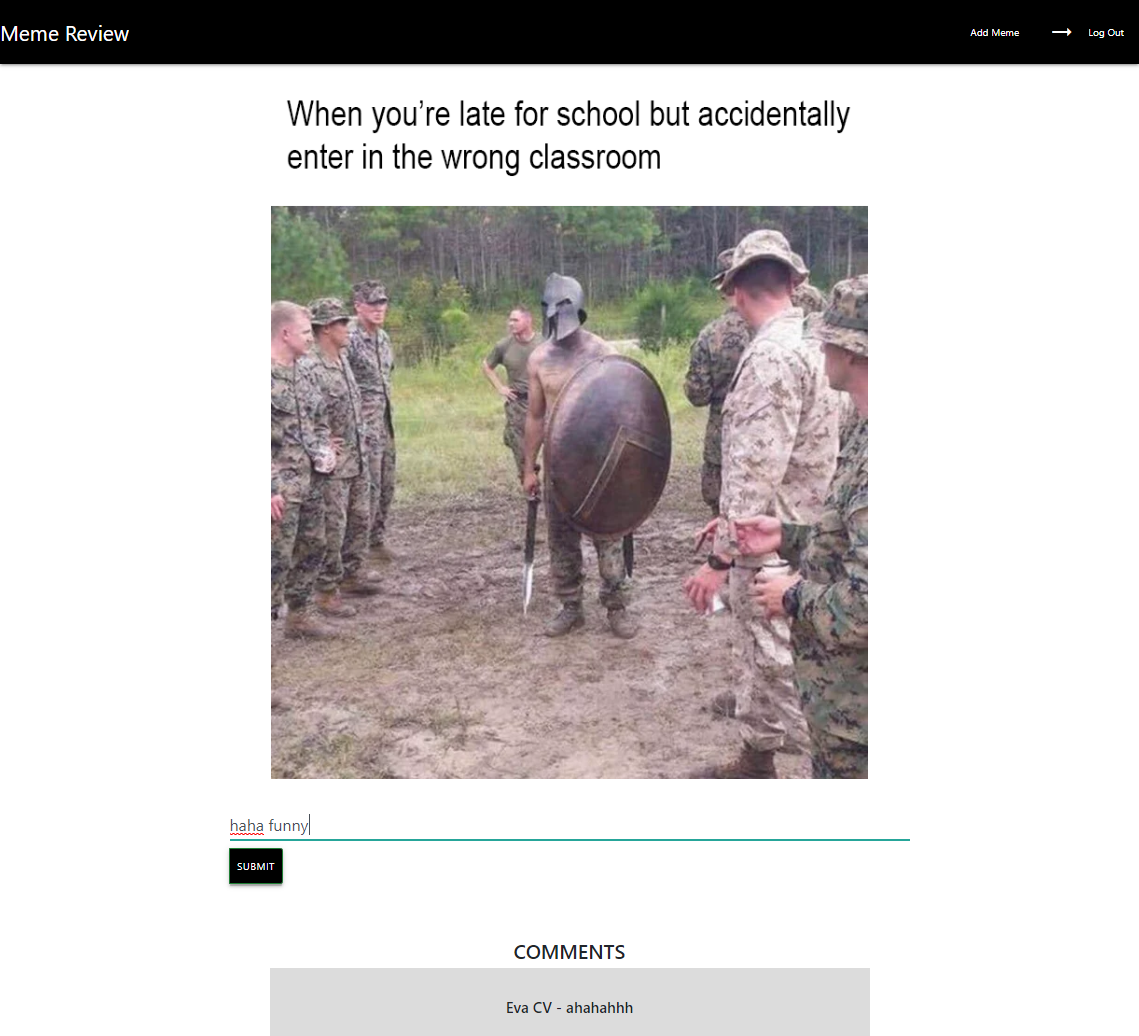 Meme Review
Add Meme
Log Out
When you’re late for school but accidentally
enter in the wrong classroom
haha funny
SUBMIT
COMMENTS
Eva CV - ahahahhh